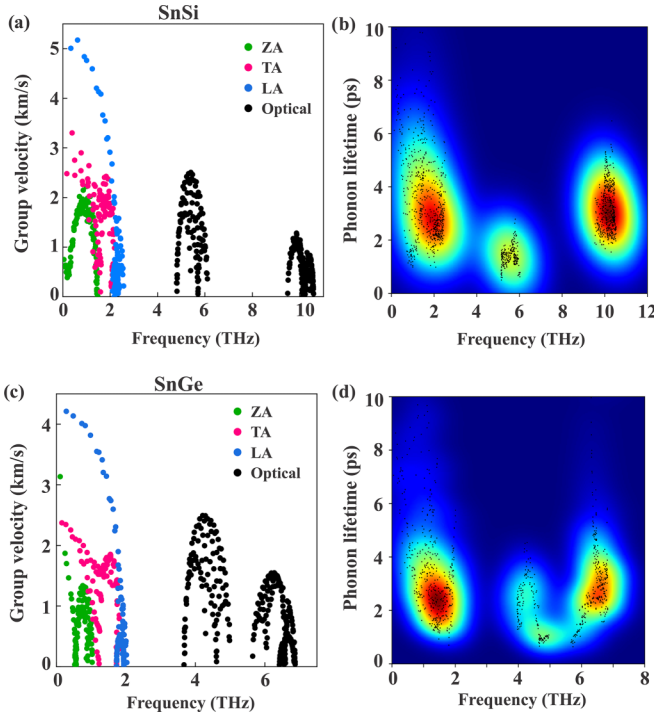 SnSi
(a)
Group velocity (km/s)
5
4
3
2
1
0
ZA
TA
LA
Optical
0 2 4 6 8 10
Frequency (THz)
(b)
Phonon lifetime (ps)
10
8
6
4
2
0
0 2 4 6 8 10 12
Frequency (THz)
SnGe
(c)
Group velocity (km/s)
4
3
2
1
0
ZA
TA
LA
Optical
0 2 4 6
Frequency (THz)
(d)
Phonon lifetime (ps)
10
8
6
4
2
0
0 2 4 6 8
Frequency (THz)